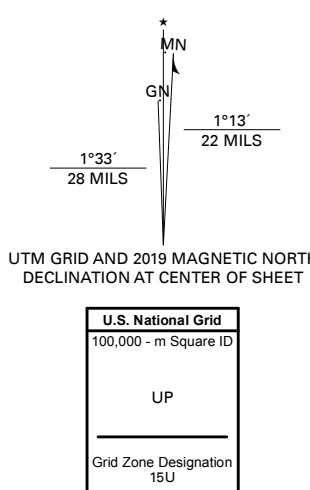 ★
MN
GN
1°13´
22 MILS
1°33´
28 MILS
UTM GRID AND 2019 MAGNETIC NORTH
DECLINATION AT CENTER OF SHEET
U.S. National Grid
100,000 - m Square ID
UP
Grid Zone Designation
15U